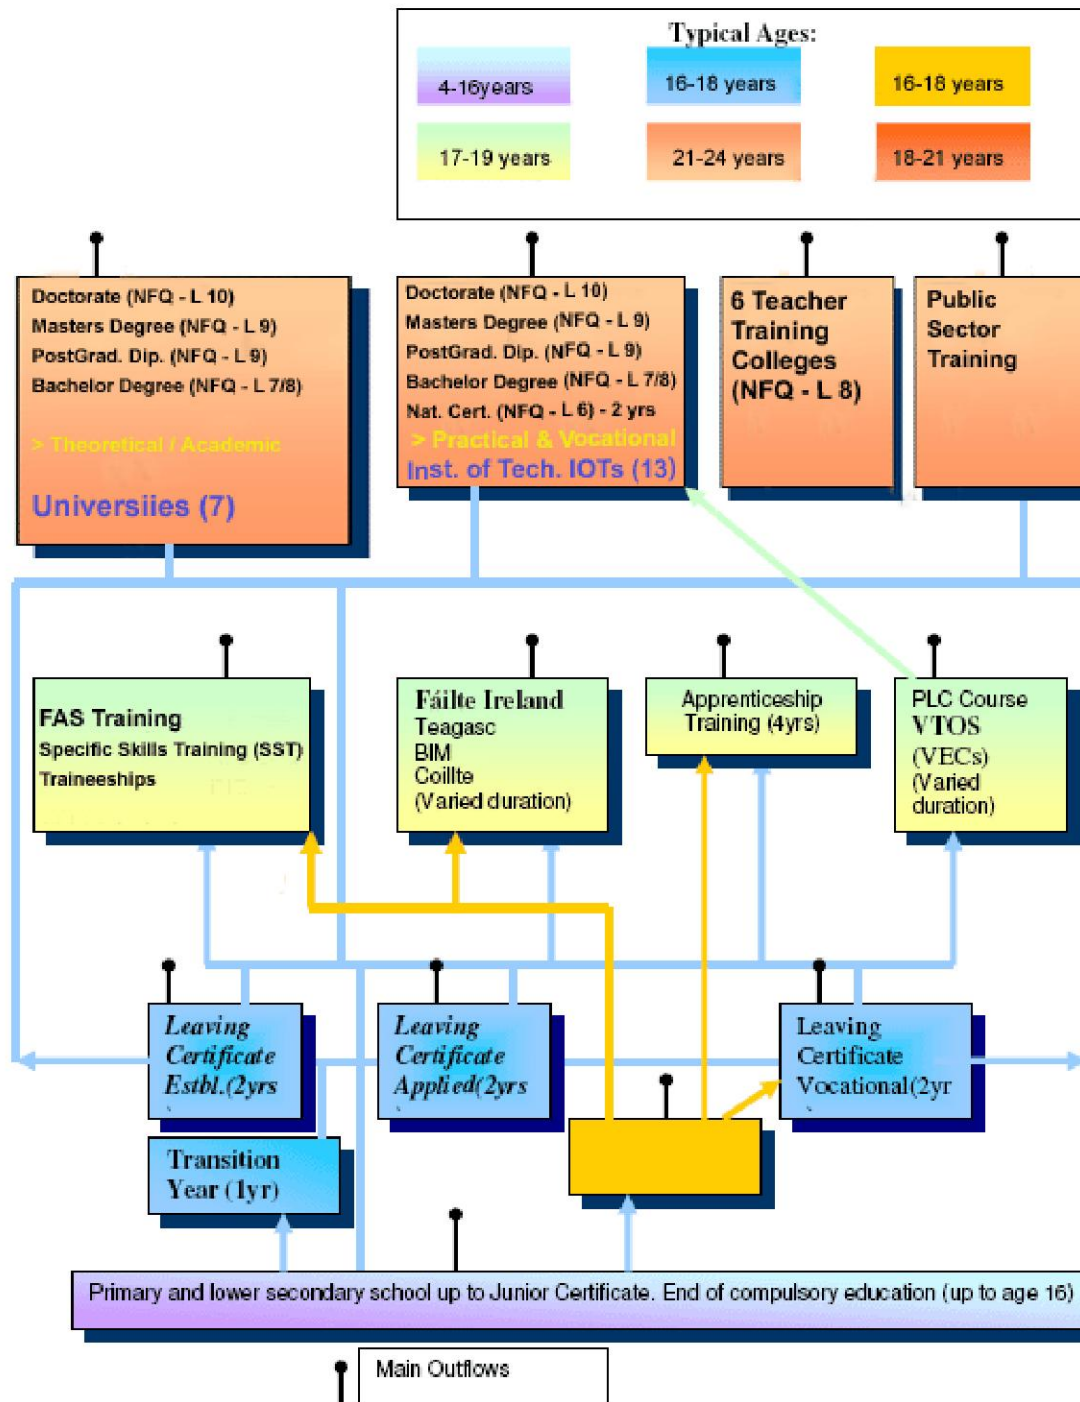 Typical Ages:
4-16years
16-18 years
16-18 years
17-19 years
21-24 years
18-21 years
Doctorate (NFQ - L 10)
Masters Degree (NFQ - L 9)
PostGrad. Dip. (NFQ - L 9)
Bachelor Degree (NFQ - L 7/8)
> Theoretical / Academic
Universiies (7)
Doctorate (NFQ - L 10)
Masters Degree (NFQ - L 9)
PostGrad. Dip. (NFQ - L 9)
Bachelor Degree (NFQ - L 7/8)
Nat. Cert. (NFQ - L 6) - 2 yrs
> Practical & Vocational
Inst. of Tech. IOTs (13)
6 Teacher
Training
Colleges
(NFQ - L 8)
Public
Sector
Training
FAS Training
Specific Skills Training (SST)
Traineeships
Fáilte Ireland
Teagasc
BIM
Coillte
(Varied duration)
Apprenticeship
Training (4yrs)
PLC Course
VTOS
(VECs)
(Varied
duration)
Leaving
Certificate
Estbl.(2yrs
Leaving
Certificate
Applied(2yrs
Leaving
Certificate
Vocational(2yr
Transition
Year (1yr)
Primary and lower secondary school up to Junior Certificate. End of compulsory education (up to age 16)
Main Outflows